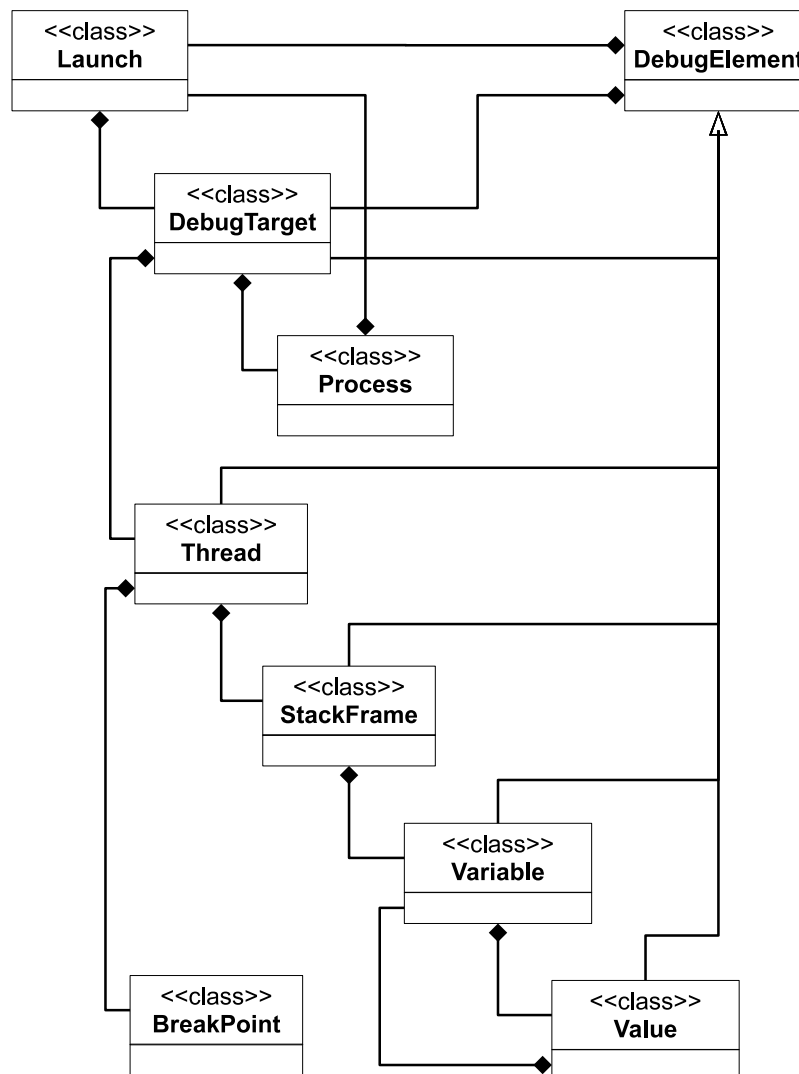 <<class>>
Launch
<<class>>
DebugElement
<<class>>
DebugTarget
<<class>>
Process
<<class>>
Thread
<<class>>
StackFrame
<<class>>
Variable
<<class>>
BreakPoint
<<class>>
Value